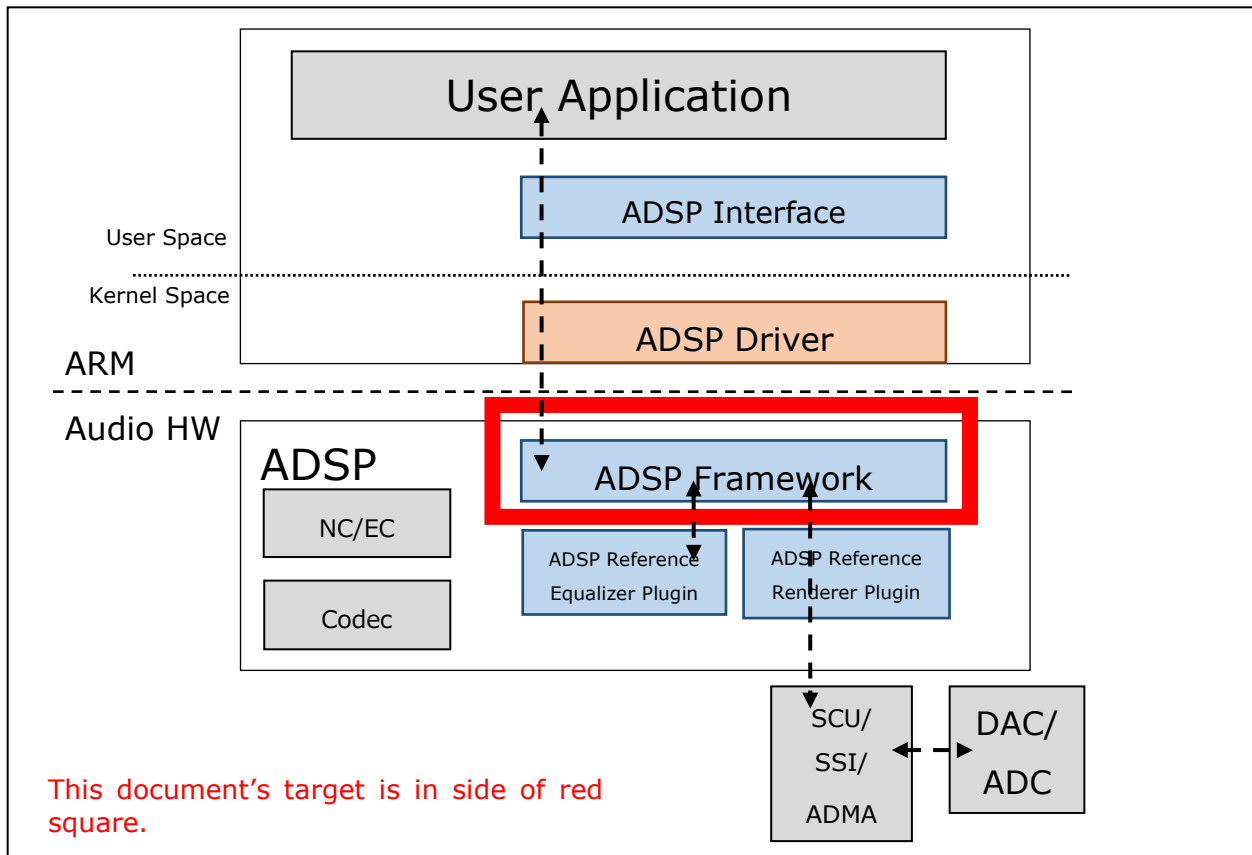 User Application
ADSP Interface
User Space
Kernel Space
ADSP Driver
ARM
Audio HW
ADSP
ADSP Framework
NC/EC
ADSP Reference
Equalizer Plugin
ADSP Reference
Renderer Plugin
Codec
SCU/
SSI/
ADMA
DAC/
ADC
This document’s target is in side of red
square.